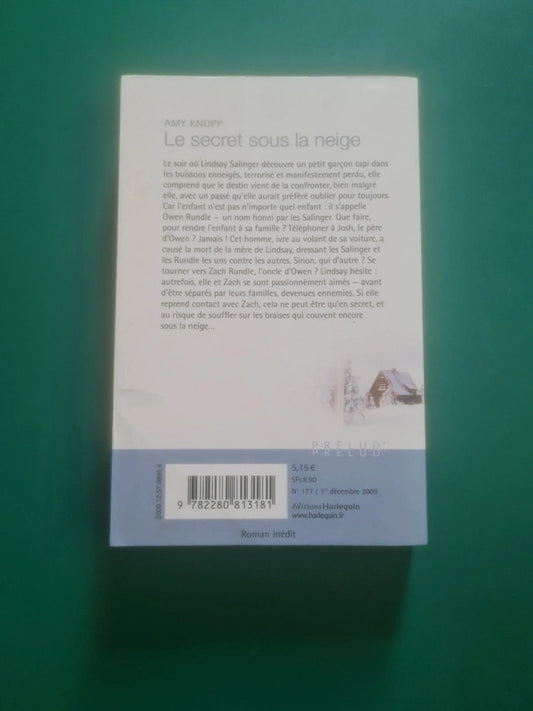 AMY KNUPP
Le secret sous la neige
Le soir où Lindsay Salinger découvre un petit garçon tapi dans
les buissons enneigés, terrorisé et manifestement perdu, elle
comprend que le destin vient de la confronter, bien malgré
elle, avec un passé qu'elle aurait préféré oublier pour toujours.
Car l'enfant n'est pas n'importe quel enfant : il s'appelle
Owen Rundle — un nom honni par les Salinger. Que faire,
pour rendre l'enfant à sa famille ? Téléphoner à Josh, le père
d'Owen ? Jamais ! Cet homme, ivre au volant de sa voiture, a
causé la mort de la mère de Lindsay, dressant les Salinger et
les Rundle les uns contre les autres. Sinon, qui d'autre ? Se
tourner vers Zach Rundle, l'oncle d'Owen ? Lindsay hésite :
autrefois, elle et Zach se sont passionnément aimés — avant
d'être séparés par leurs familles, devenues ennemies. Si elle
reprend contact avec Zach, cela ne peut être qu'en secret, et
au risque de souffler sur les braises qui couvent encore
sous la neige...
PRÉLUD'
PRÉLUD'
5,15 €
SFr.8.90
N° 177 / 1er décembre 2009
éditions Harlequin
www.harlequin.fr
9 782280 813181
Roman inédit